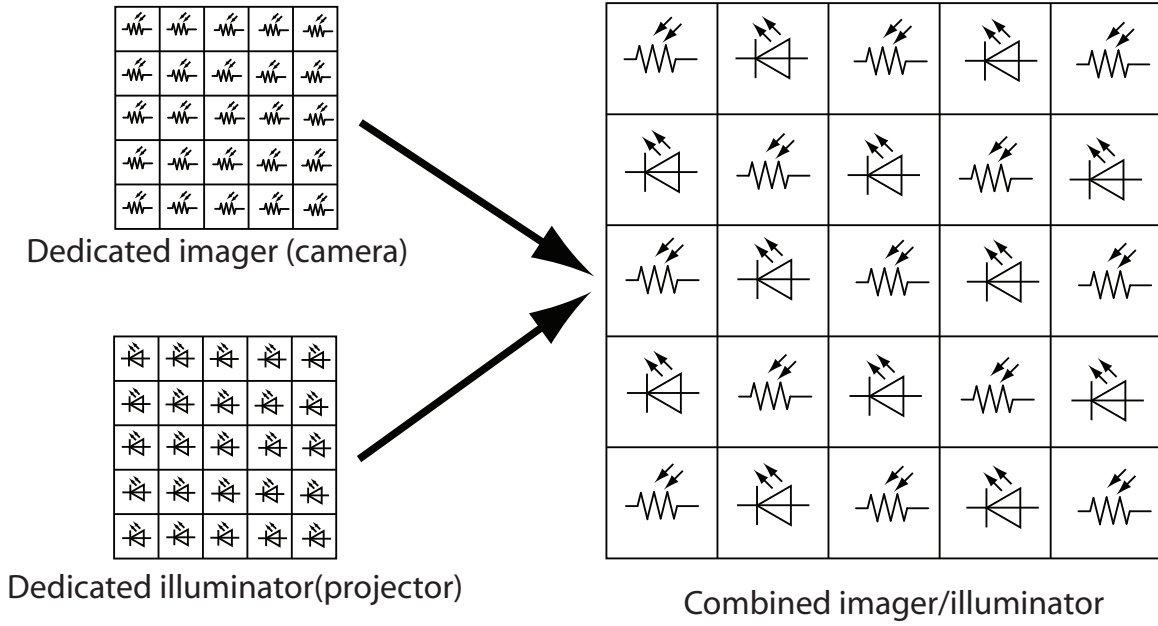 Dedicated imager (camera)
Dedicated illuminator(projector)
Combined imager/illuminator